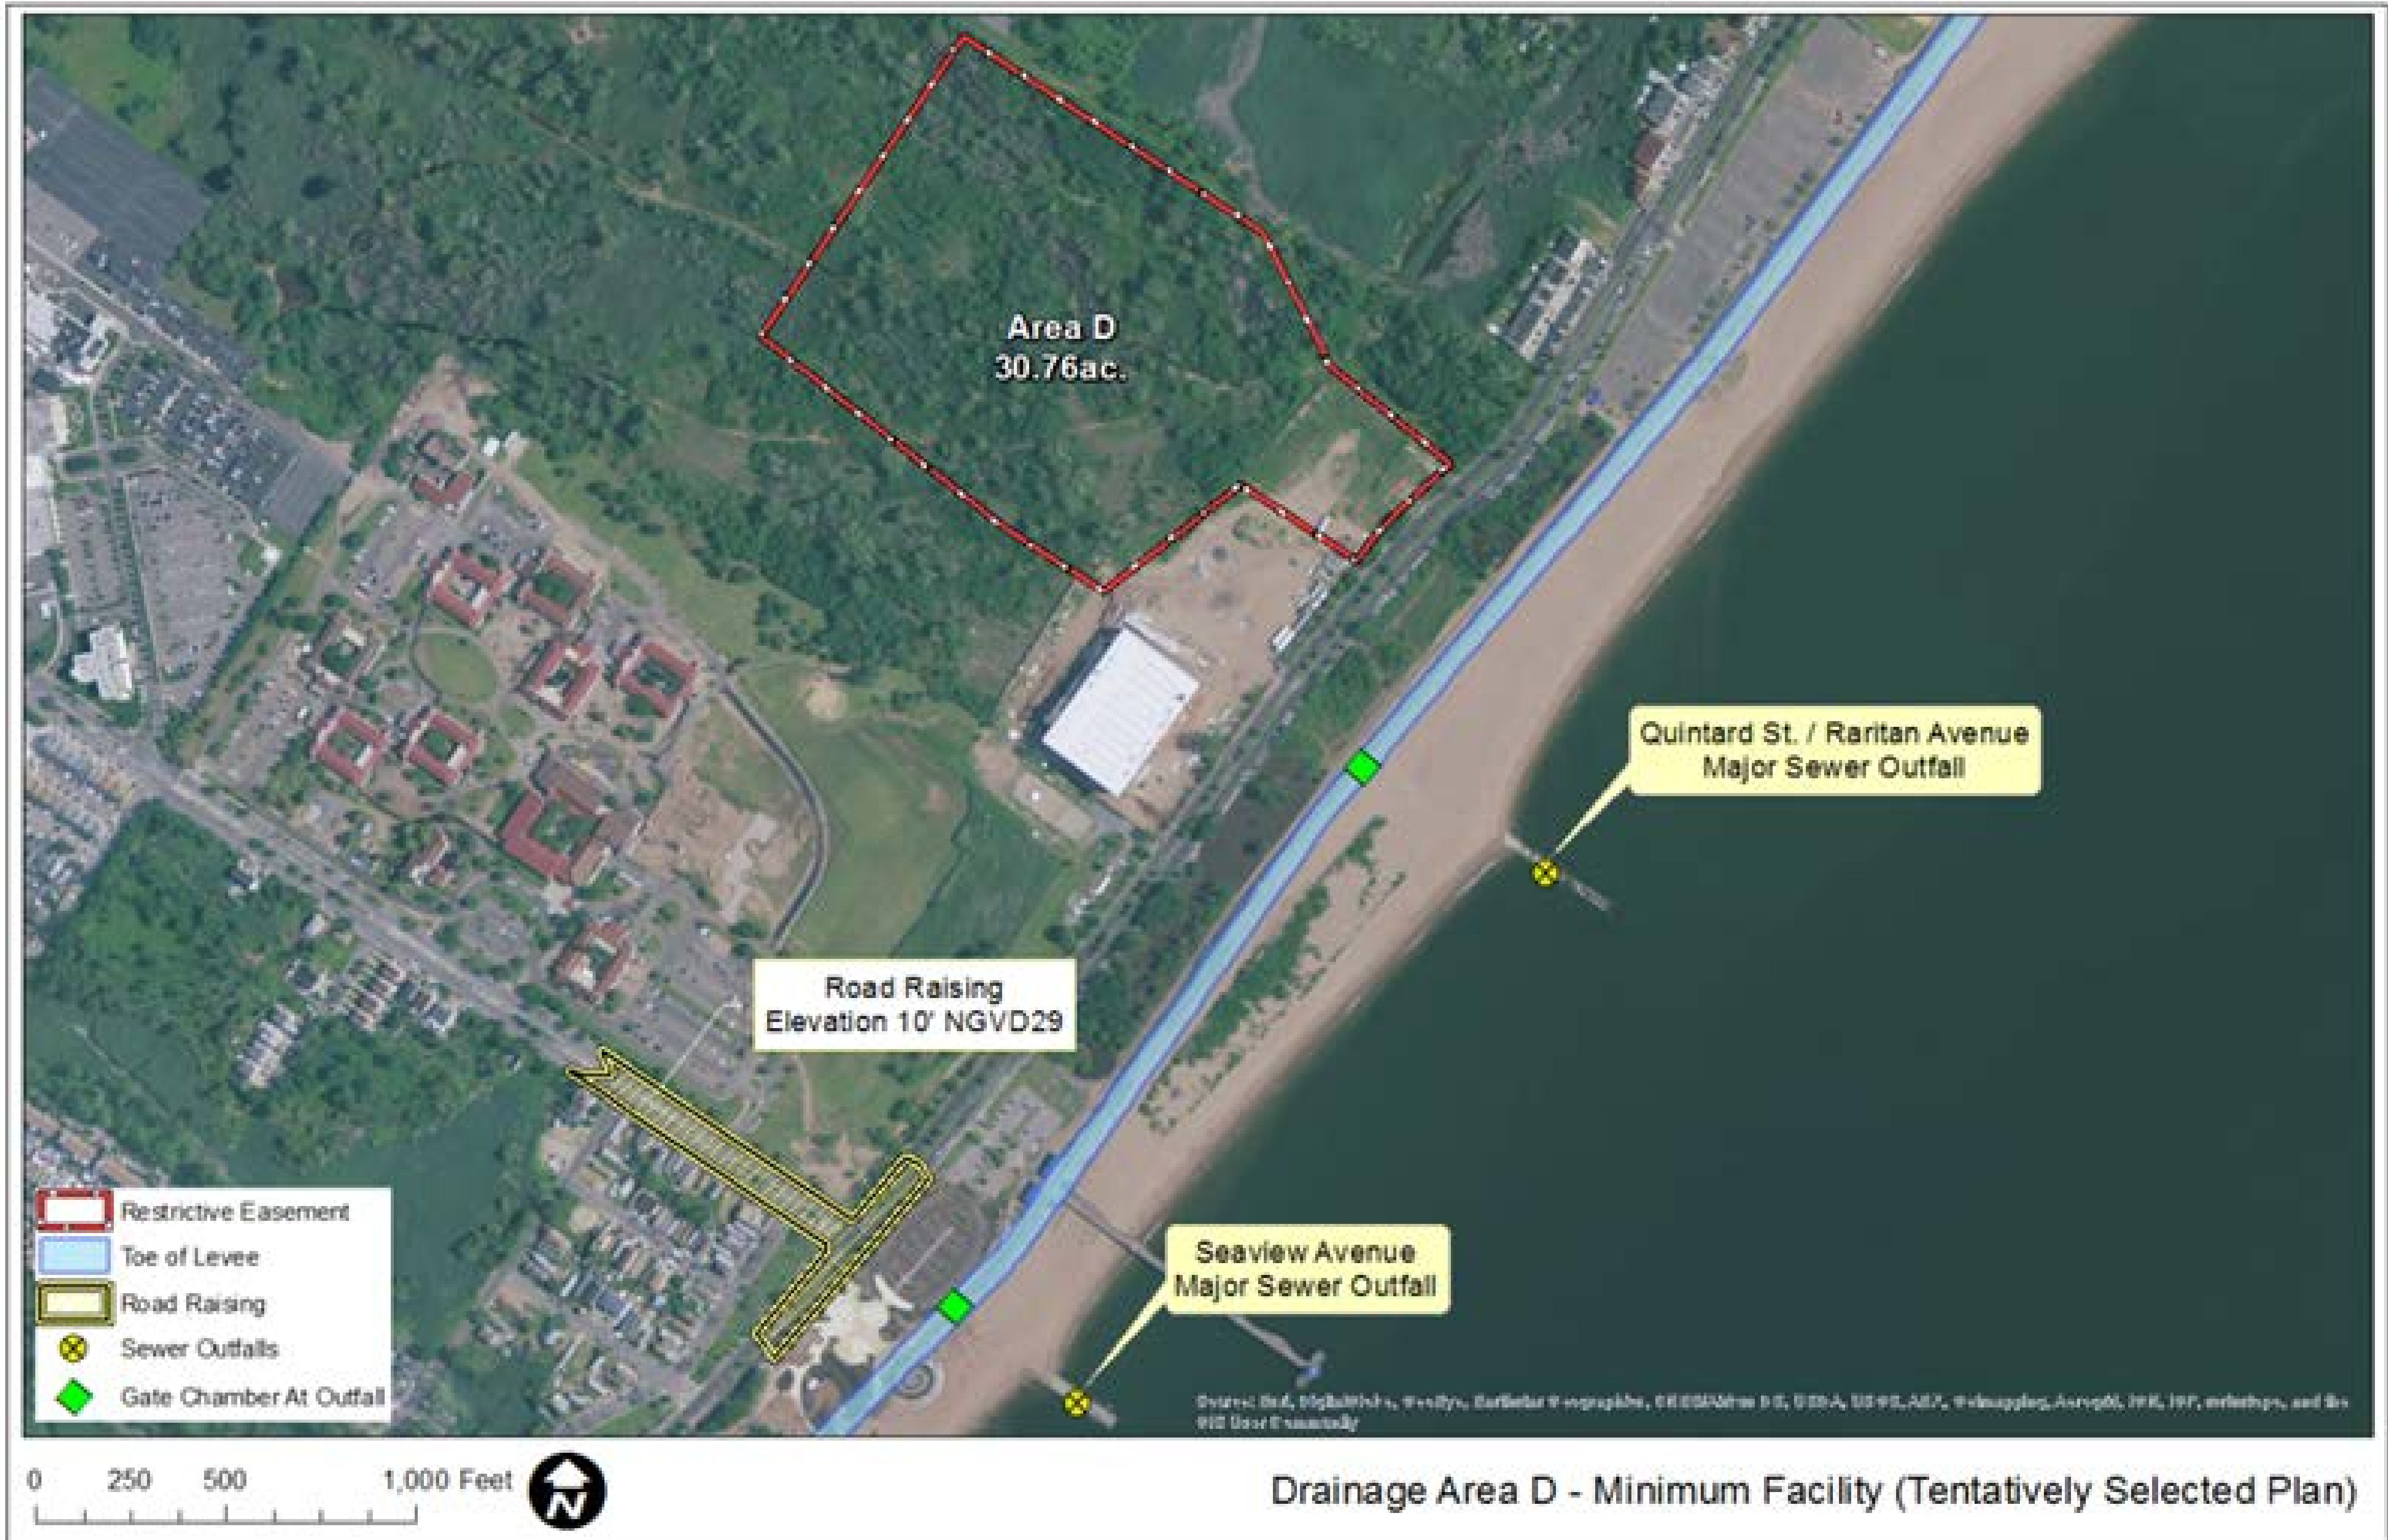 Area D
30.76ac.
Quintard St. / Raritan Avenue
Major Sewer Outfall
Road Raising
Elevation 10' NGVD29
Seaview Avenue
Major Sewer Outfall
Restrictive Easement
Toe of Levee
Road Raising
Sewer Outfalls
Gate Chamber At Outfall
and the
0 250 500 1,000 Feet
N
Drainage Area D - Minimum Facility (Tentatively Selected Plan)